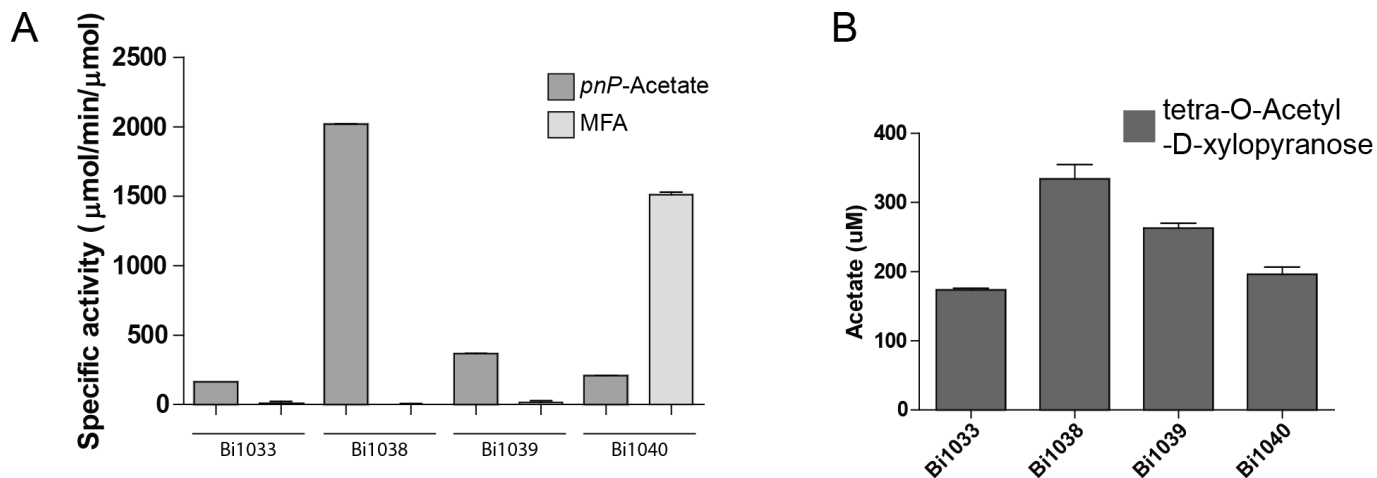 A
Specific activity (μmol/min/μmol)
2500
2000
1500
1000
500
0
pnP-Acetate
MFA
Bi1033
Bi1038
Bi1039
Bi1040
B
Acetate (uM)
400
300
200
100
0
tetra-O-Acetyl
-D-xylopyranose
Bi1033
Bi1038
Bi1039
Bi1040